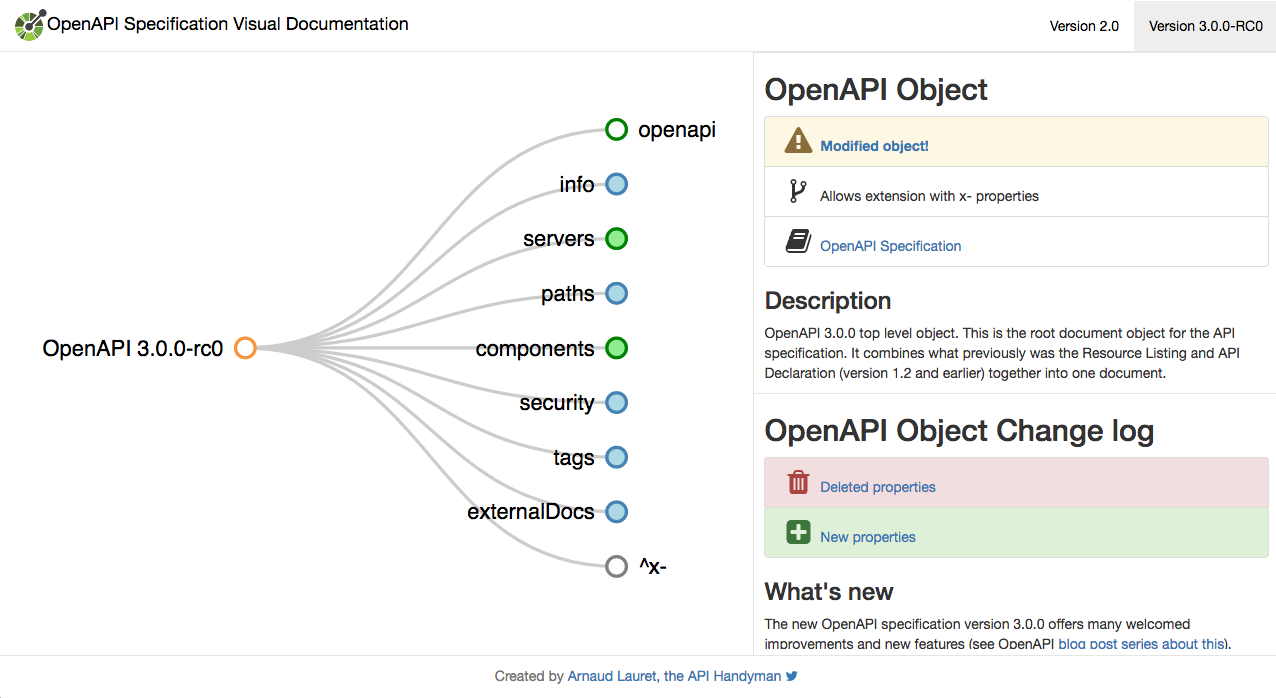 OpenAPI Specification Visual Documentation
Version 2.0
Version 3.0.0-RC0
OpenAPI 3.0.0-rc0
openapi
info
servers
paths
components
security
tags
externalDocs
^x-
OpenAPI Object
Modified object!
Allows extension with x- properties
OpenAPI Specification
Description
OpenAPI 3.0.0 top level object. This is the root document object for the API
specification. It combines what previously was the Resource Listing and API
Declaration (version 1.2 and earlier) together into one document.
OpenAPI Object Change log
Deleted properties
New properties
What's new
The new OpenAPI specification version 3.0.0 offers many welcomed
improvements and new features (see OpenAPI blog post series about this).
Created by Arnaud Lauret, the API Handyman